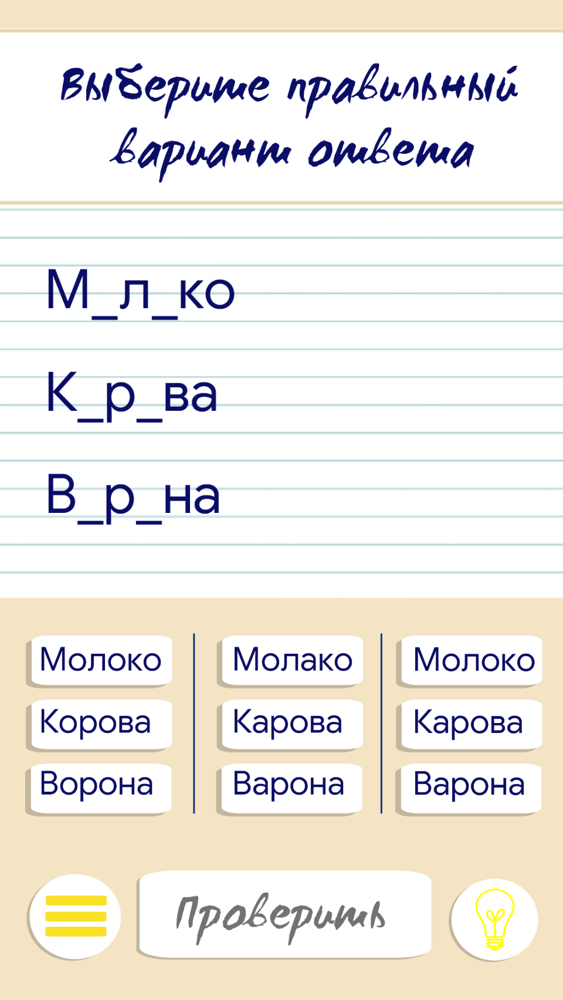 Выберите правильный
вариант ответа
М_л_ко
К_р_ва
В_р_на
Молоко
Корова
Ворона
Молако
Карова
Варона
Молоко
Карова
Варона
Проверить